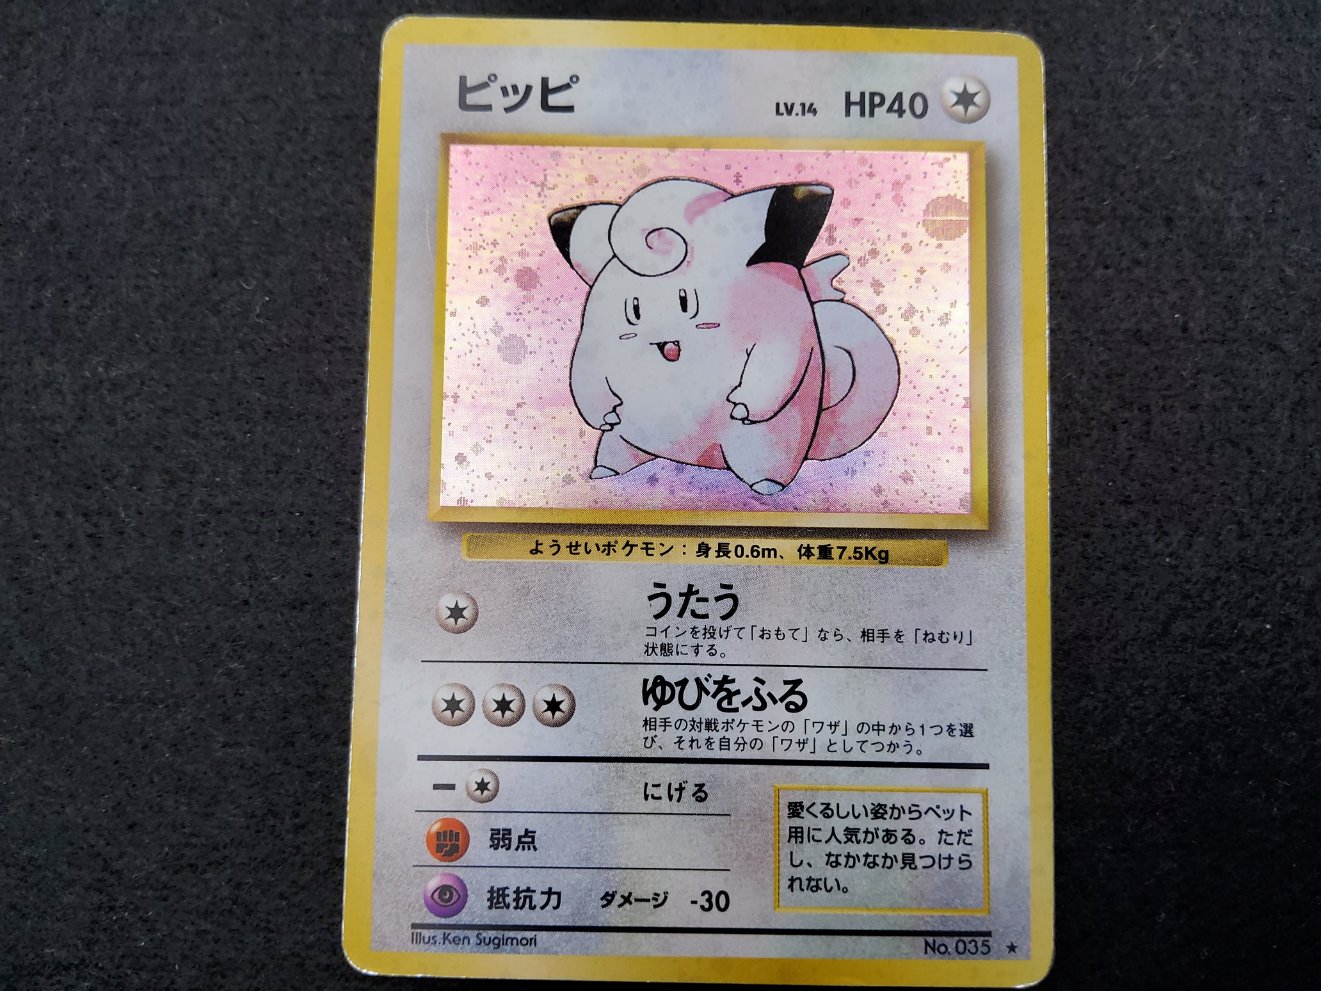 ピッピ LV.14 HP40
ようせいポケモン：身長0.6m、体重7.5Kg
うたう
コインを投げて「おもて」なら、相手を「ねむり」
状態にする。
ゆびをふる
相手の対戦ポケモンの「ワザ」の中から1つを選
び、それを自分の「ワザ」としてつかう。
にげる
弱点
抵抗力 ダメージ -30
愛くるしい姿からペット
用に人気がある。ただ
し、なかなか見つけら
れない。
Illus.Ken Sugimori
No.035 ★